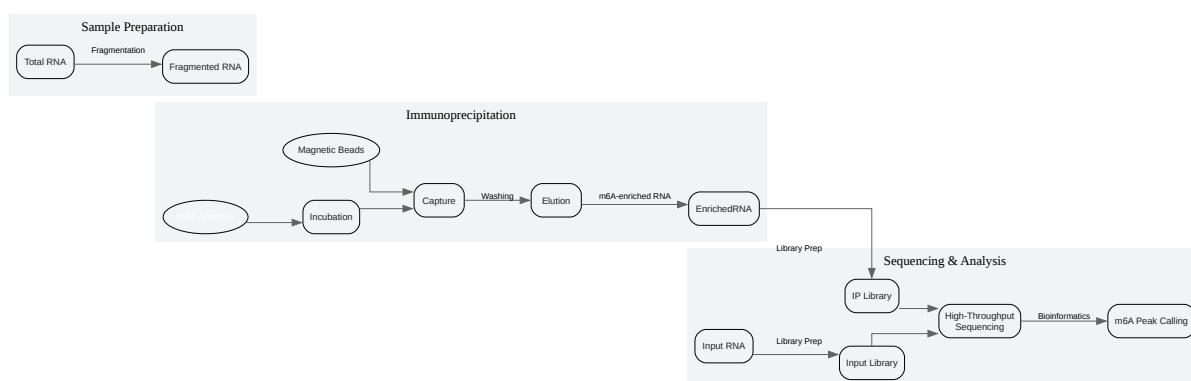 Sample Preparation
Total RNA
Fragmentation
Fragmented RNA
Immunoprecipitation
Magnetic Beads
Incubation
Capture
Washing
Elution
m6A-enriched RNA
EnrichedRNA
Library Prep
Sequencing & Analysis
IP Library
High-Throughput
Sequencing
Bioinformatics
m6A Peak Calling
Input RNA
Library Prep
Input Library